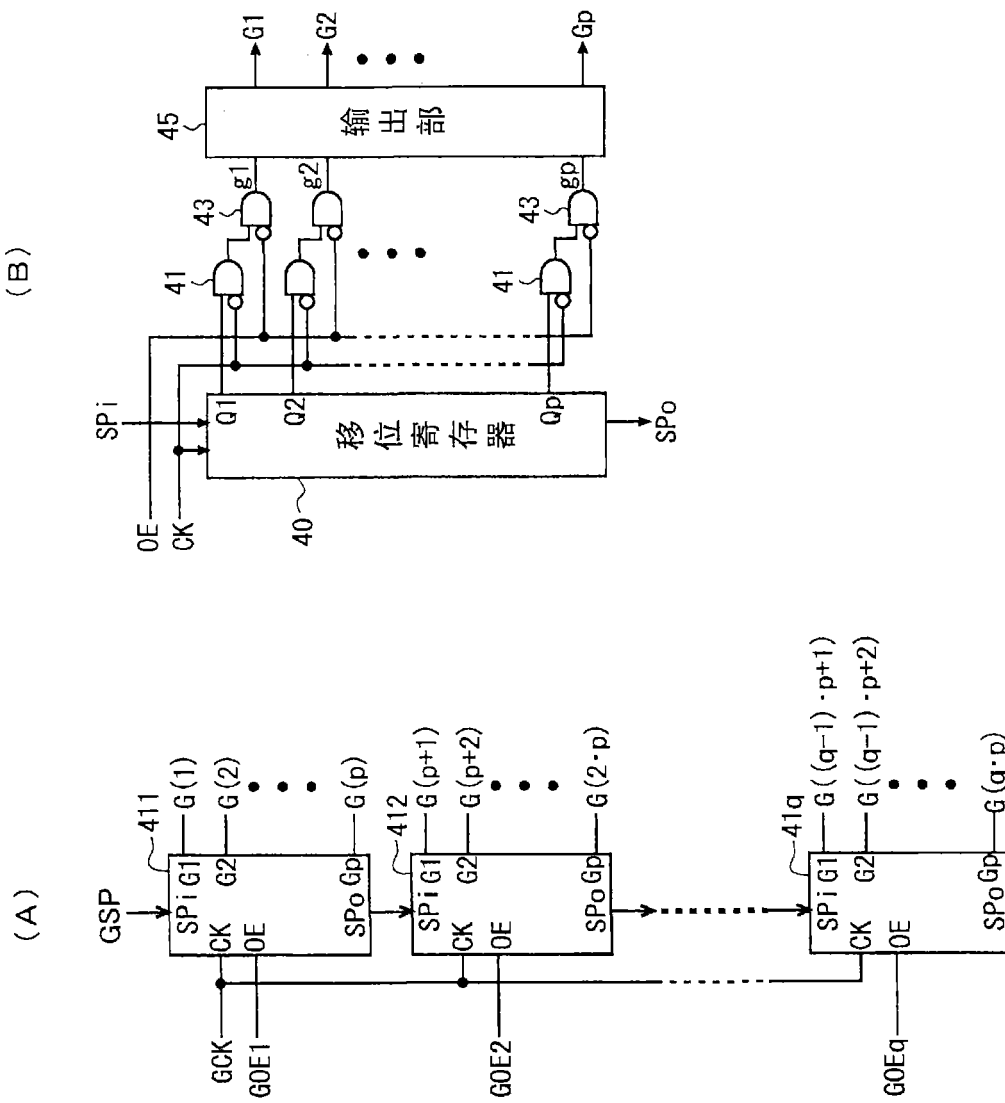 (A)
GSP
411
SPi
G1
G(1)
GCK
CK
G2
G(2)
GOE1
OE
SPo
Gp
G(p)
412
SPi
G1
G(p+1)
CK
G2
G(p+2)
GOE2
OE
SPo
Gp
G(2·p)
41q
SPi
G1
G((q-1)·p+1)
CK
G2
G((q-1)·p+2)
GOEq
OE
SPo
Gp
G(q·p)
(B)
OE
CK
SPi
40
移位寄存器
Q1
Q2
Qp
SPo
41
43
g1
g2
41
43
gp
45
输出部
G1
G2
Gp